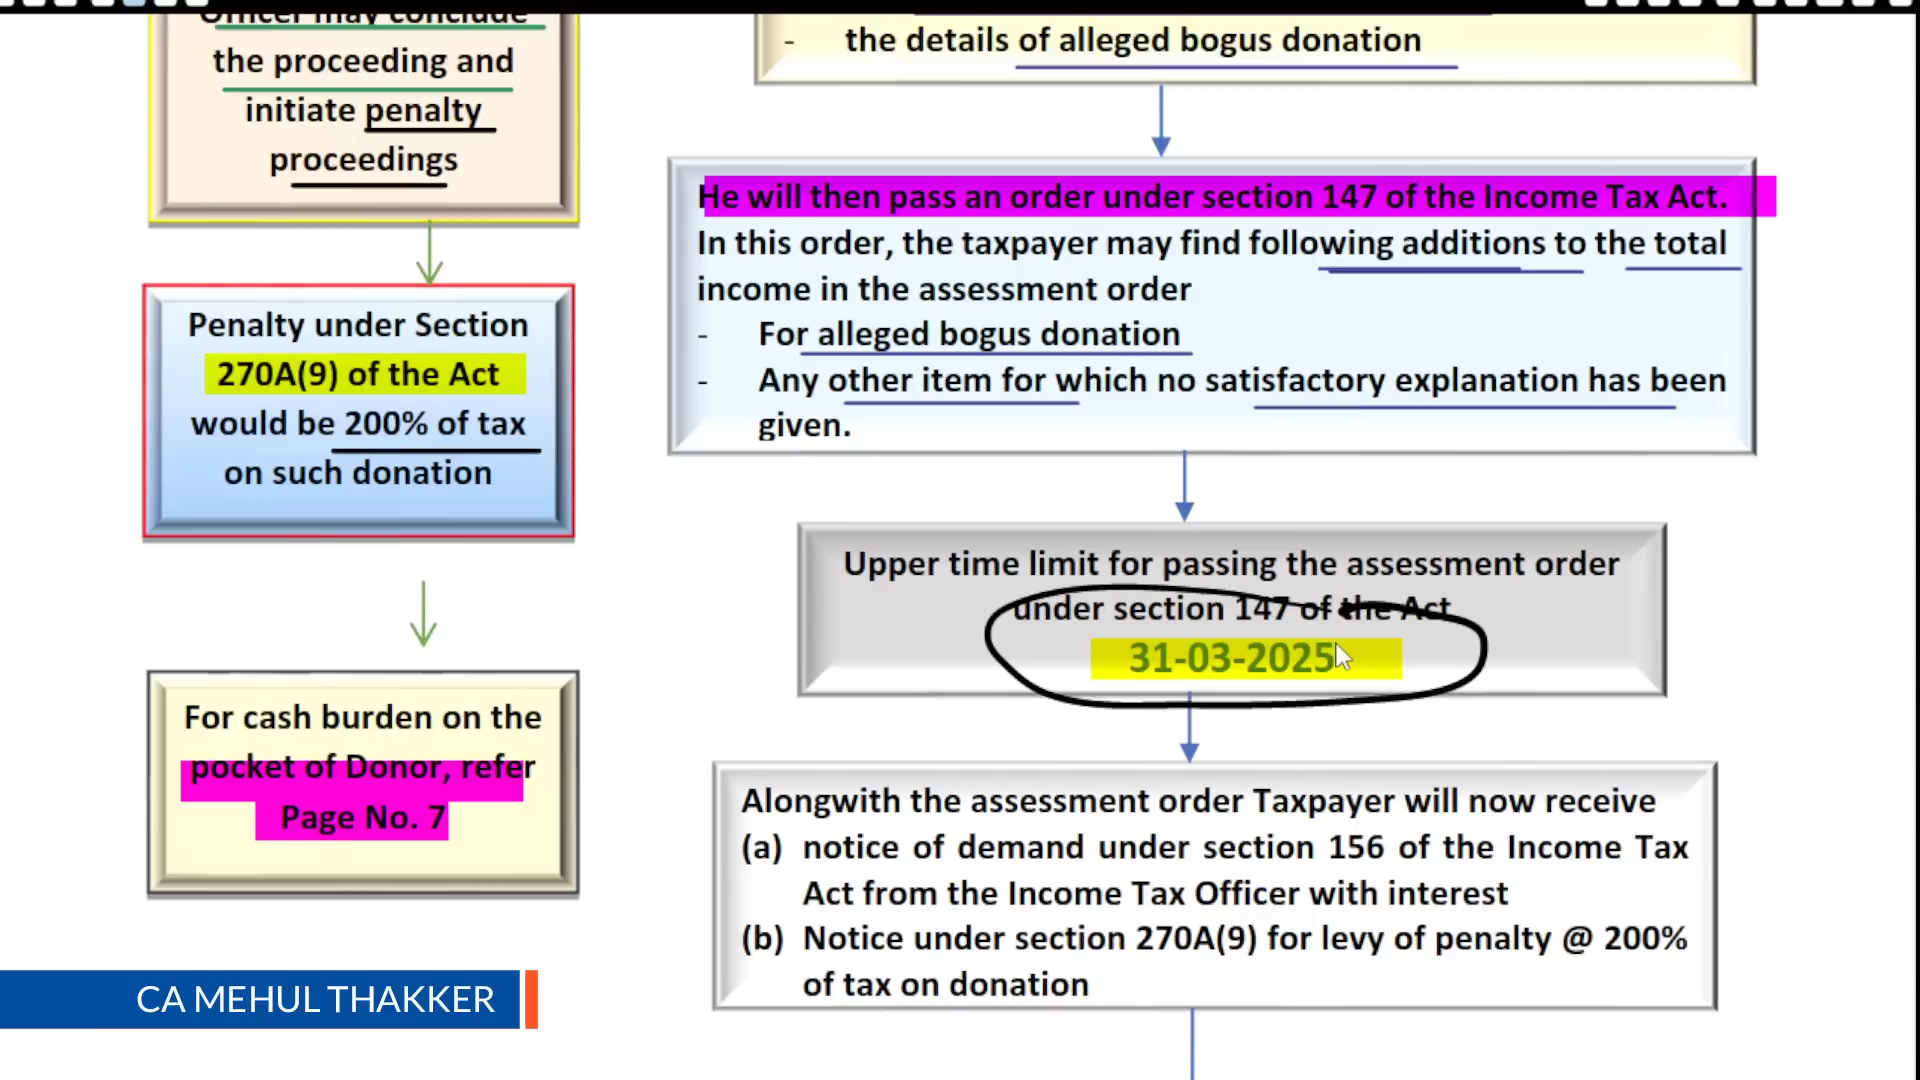 Officer may conclude
the proceeding and
initiate penalty
proceedings
Penalty under Section
270A(9) of the Act
would be 200% of tax
on such donation
For cash burden on the
pocket of Donor, refer
Page No. 7
- the details of alleged bogus donation
He will then pass an order under section 147 of the Income Tax Act.
In this order, the taxpayer may find following additions to the total
income in the assessment order
- For alleged bogus donation
- Any other item for which no satisfactory explanation has been
given.
Upper time limit for passing the assessment order
under section 147 of the Act
31-03-2025
Alongwith the assessment order Taxpayer will now receive
(a) notice of demand under section 156 of the Income Tax
Act from the Income Tax Officer with interest
(b) Notice under section 270A(9) for levy of penalty @ 200%
of tax on donation
CA MEHUL THAKKER